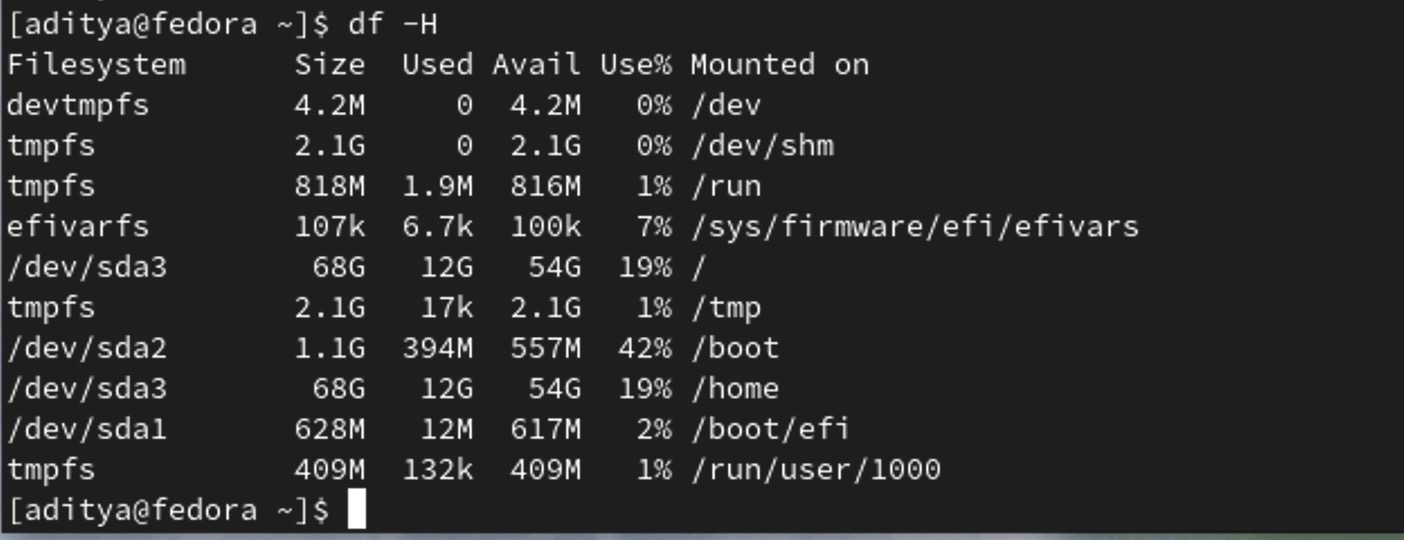 [aditya@fedora ~]$ df -H
Filesystem      Size  Used Avail Use% Mounted on
devtmpfs        4.2M     0  4.2M   0% /dev
tmpfs           2.1G     0  2.1G   0% /dev/shm
tmpfs           818M  1.9M  816M   1% /run
efivarfs        107k  6.7k  100k   7% /sys/firmware/efi/efivars
/dev/sda3        68G   12G   54G  19% /
tmpfs           2.1G   17k  2.1G   1% /tmp
/dev/sda2       1.1G  394M  557M  42% /boot
/dev/sda3        68G   12G   54G  19% /home
/dev/sda1       628M   12M  617M   2% /boot/efi
tmpfs           409M  132k  409M   1% /run/user/1000
[aditya@fedora ~]$